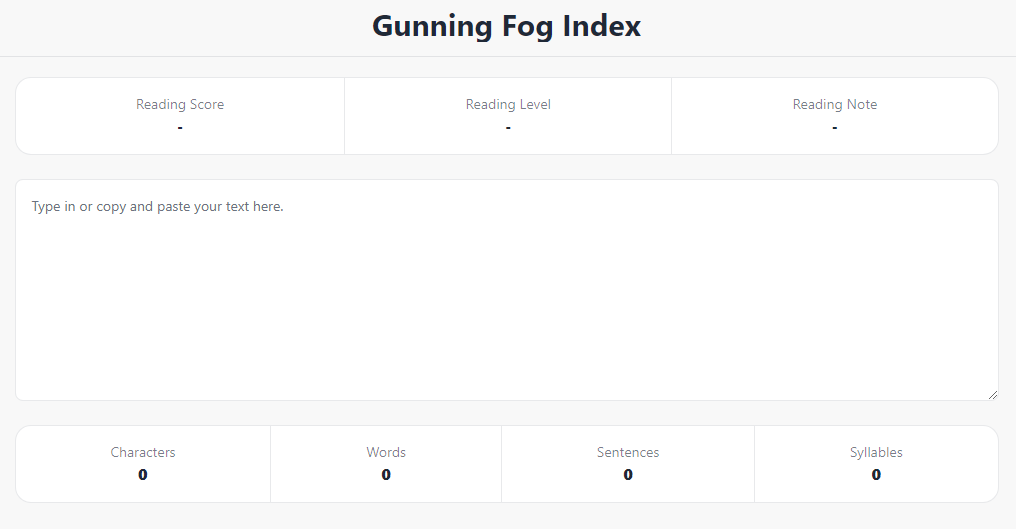 Gunning Fog Index
Reading Score
-
Reading Level
-
Reading Note
-
Type in or copy and paste your text here.
Characters
0
Words
0
Sentences
0
Syllables
0